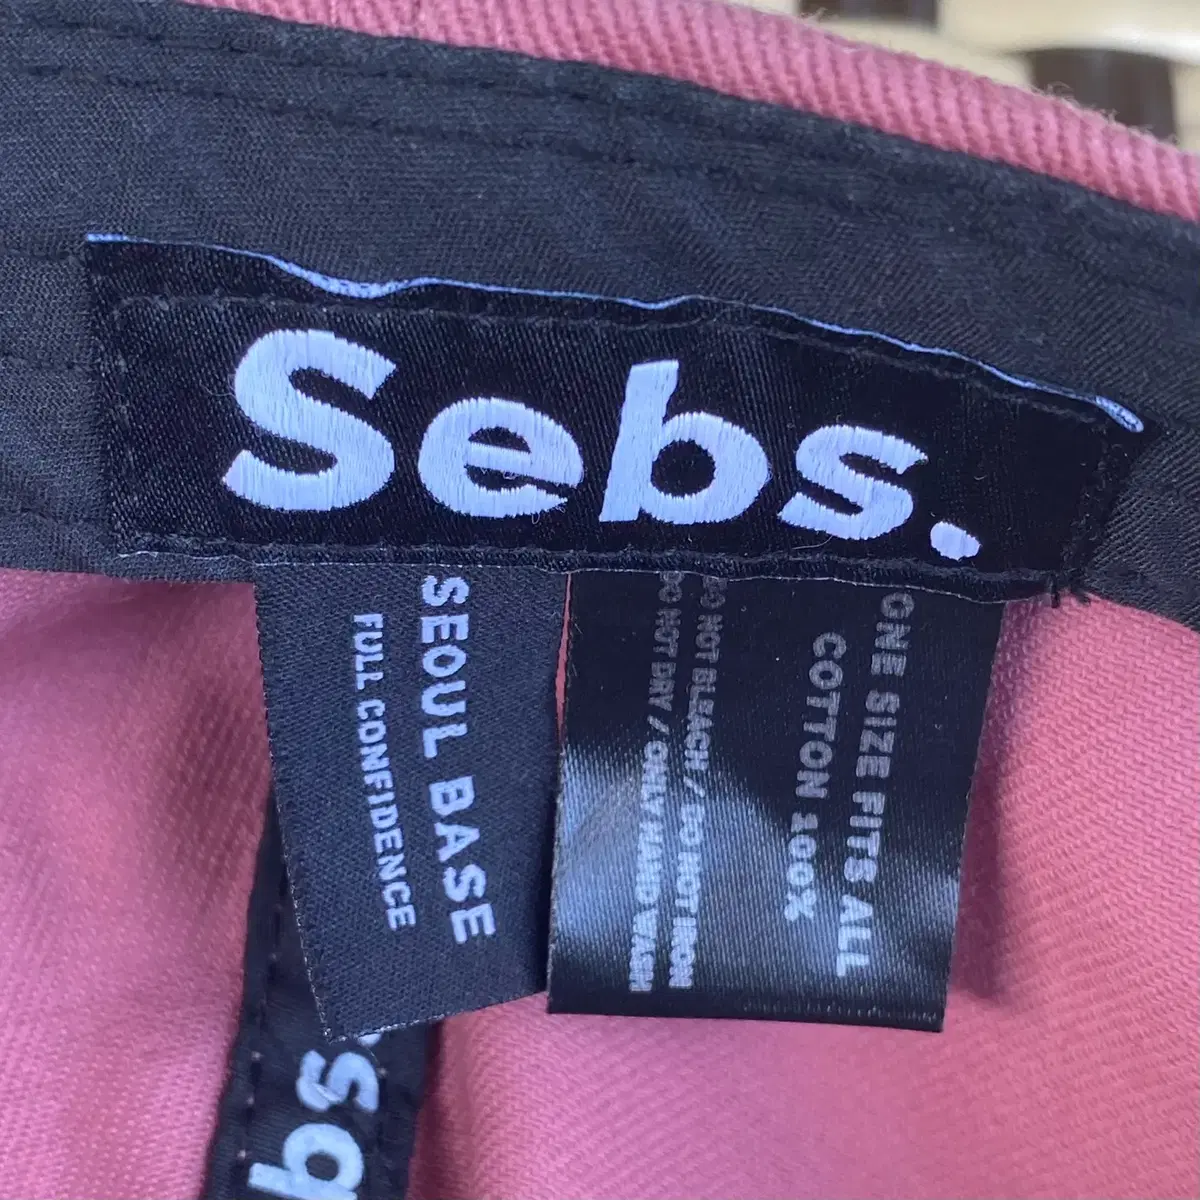 Sebs.
SEOUL BASE
FULL CONFIDENCE
ONE SIZE FITS ALL
COTTON 100%
DO NOT BLEACH / DO NOT IRON
DO NOT DRY / ONLY HAND WASH
bs